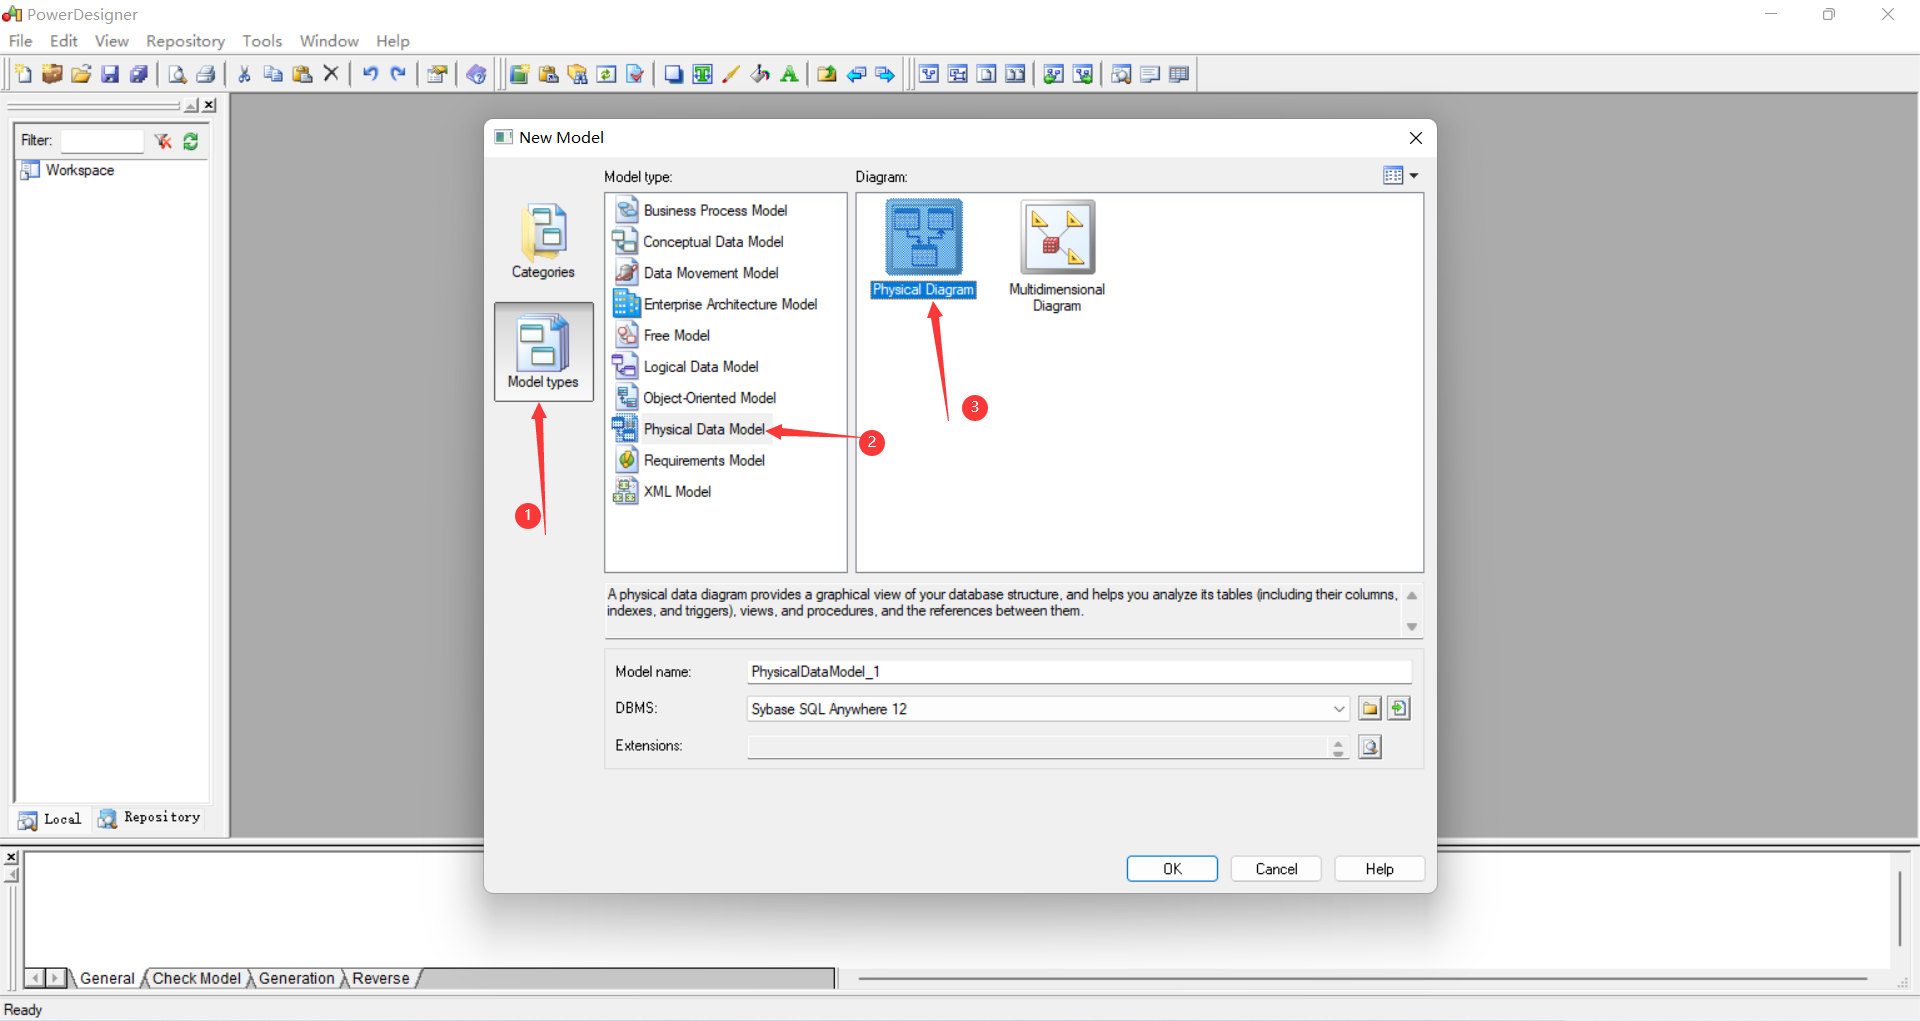 PowerDesigner
File Edit View Repository Tools Window Help
Filter:
Workspace
Local Repository
New Model
Categories
Model types
Model type:
Business Process Model
Conceptual Data Model
Data Movement Model
Enterprise Architecture Model
Free Model
Logical Data Model
Object-Oriented Model
Physical Data Model
Requirements Model
XML Model
Diagram:
Physical Diagram
Multidimensional
Diagram
1
2
3
A physical data diagram provides a graphical view of your database structure, and helps you analyze its tables (including their columns,
indexes, and triggers), views, and procedures, and the references between them.
Model name: PhysicalDataModel_1
DBMS: Sybase SQL Anywhere 12
Extensions:
OK Cancel Help
General Check Model Generation Reverse
Ready